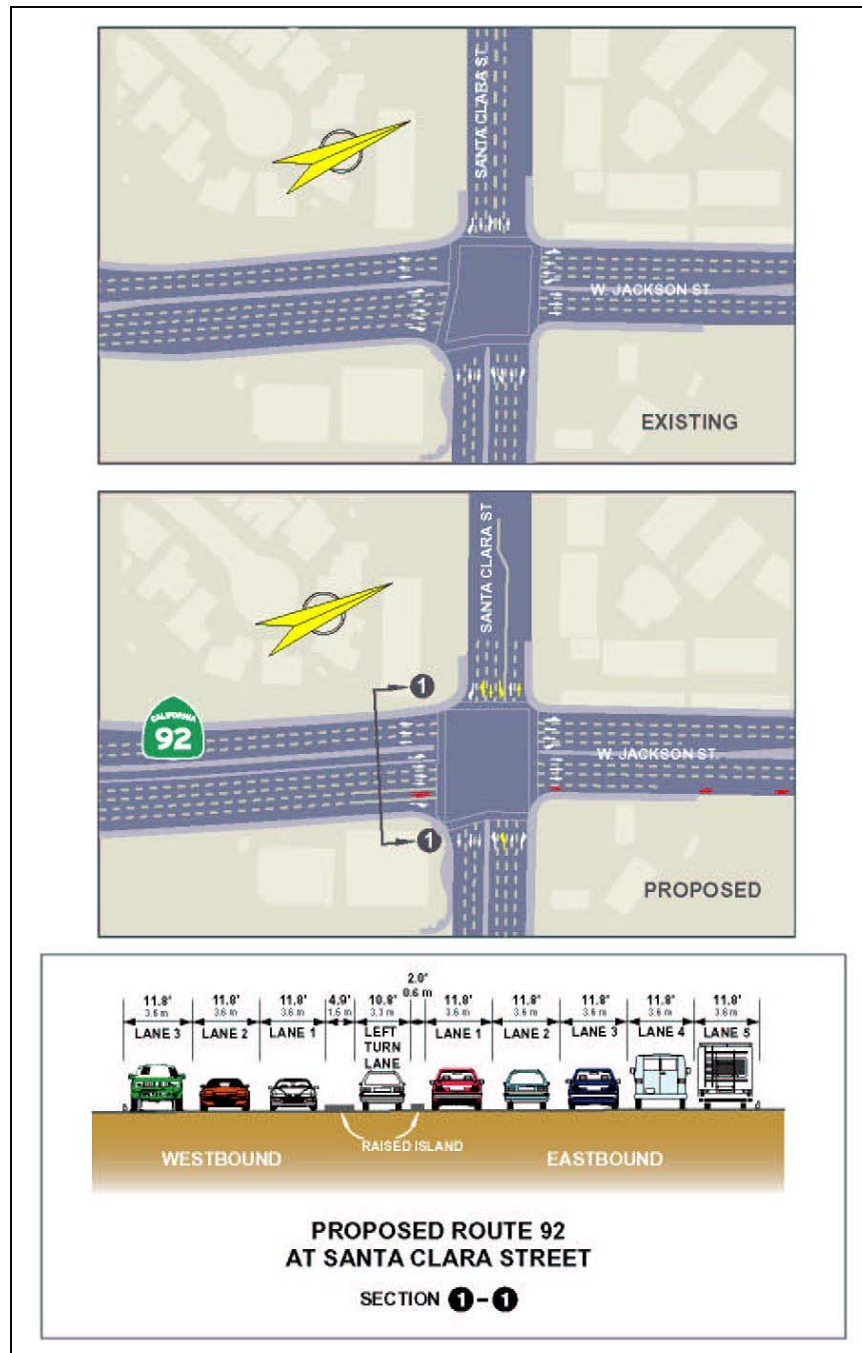 SANTA CLARA ST.
W. JACKSON ST.
EXISTING
SANTA CLARA ST
1
CALIFORNIA
92
W. JACKSON ST.
1
PROPOSED
2.0'
0.6 m
11.8' 11.8' 11.8' 4.9' 10.8' 11.8' 11.8' 11.8' 11.8' 11.8'
3.6 m 3.6 m 3.6 m 1.5 m 3.3 m 3.6 m 3.6 m 3.6 m 3.6 m 3.6 m
LANE 3 LANE 2 LANE 1 LEFT TURN LANE LANE 1 LANE 2 LANE 3 LANE 4 LANE 5
RAISED ISLAND
WESTBOUND EASTBOUND
PROPOSED ROUTE 92
AT SANTA CLARA STREET
SECTION 1 - 1